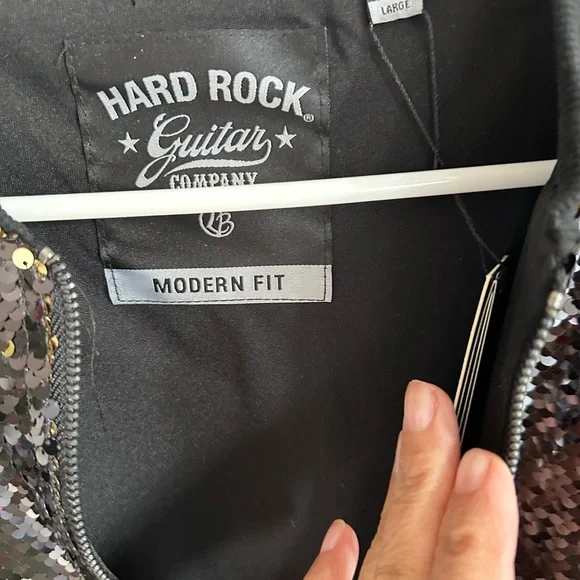 LARGE
HARD ROCK®
Guitar
COMPANY
MODERN FIT